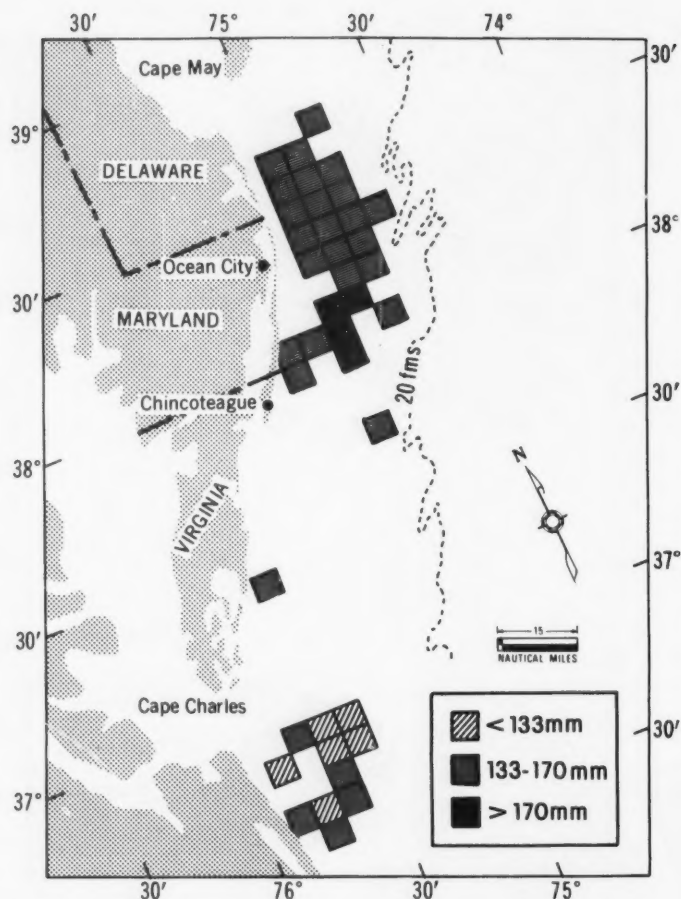 30' 75° 30' 74°
30'
Cape May
39°
DELAWARE
38°
Ocean City
30'
MARYLAND
20 fms
30'
Chincoteague
38°
N
VIRGINIA
37°
30'
15
NAUTICAL MILES
Cape Charles
30'
< 133mm
133-170mm
> 170mm
37°
30' 76° 30' 75°